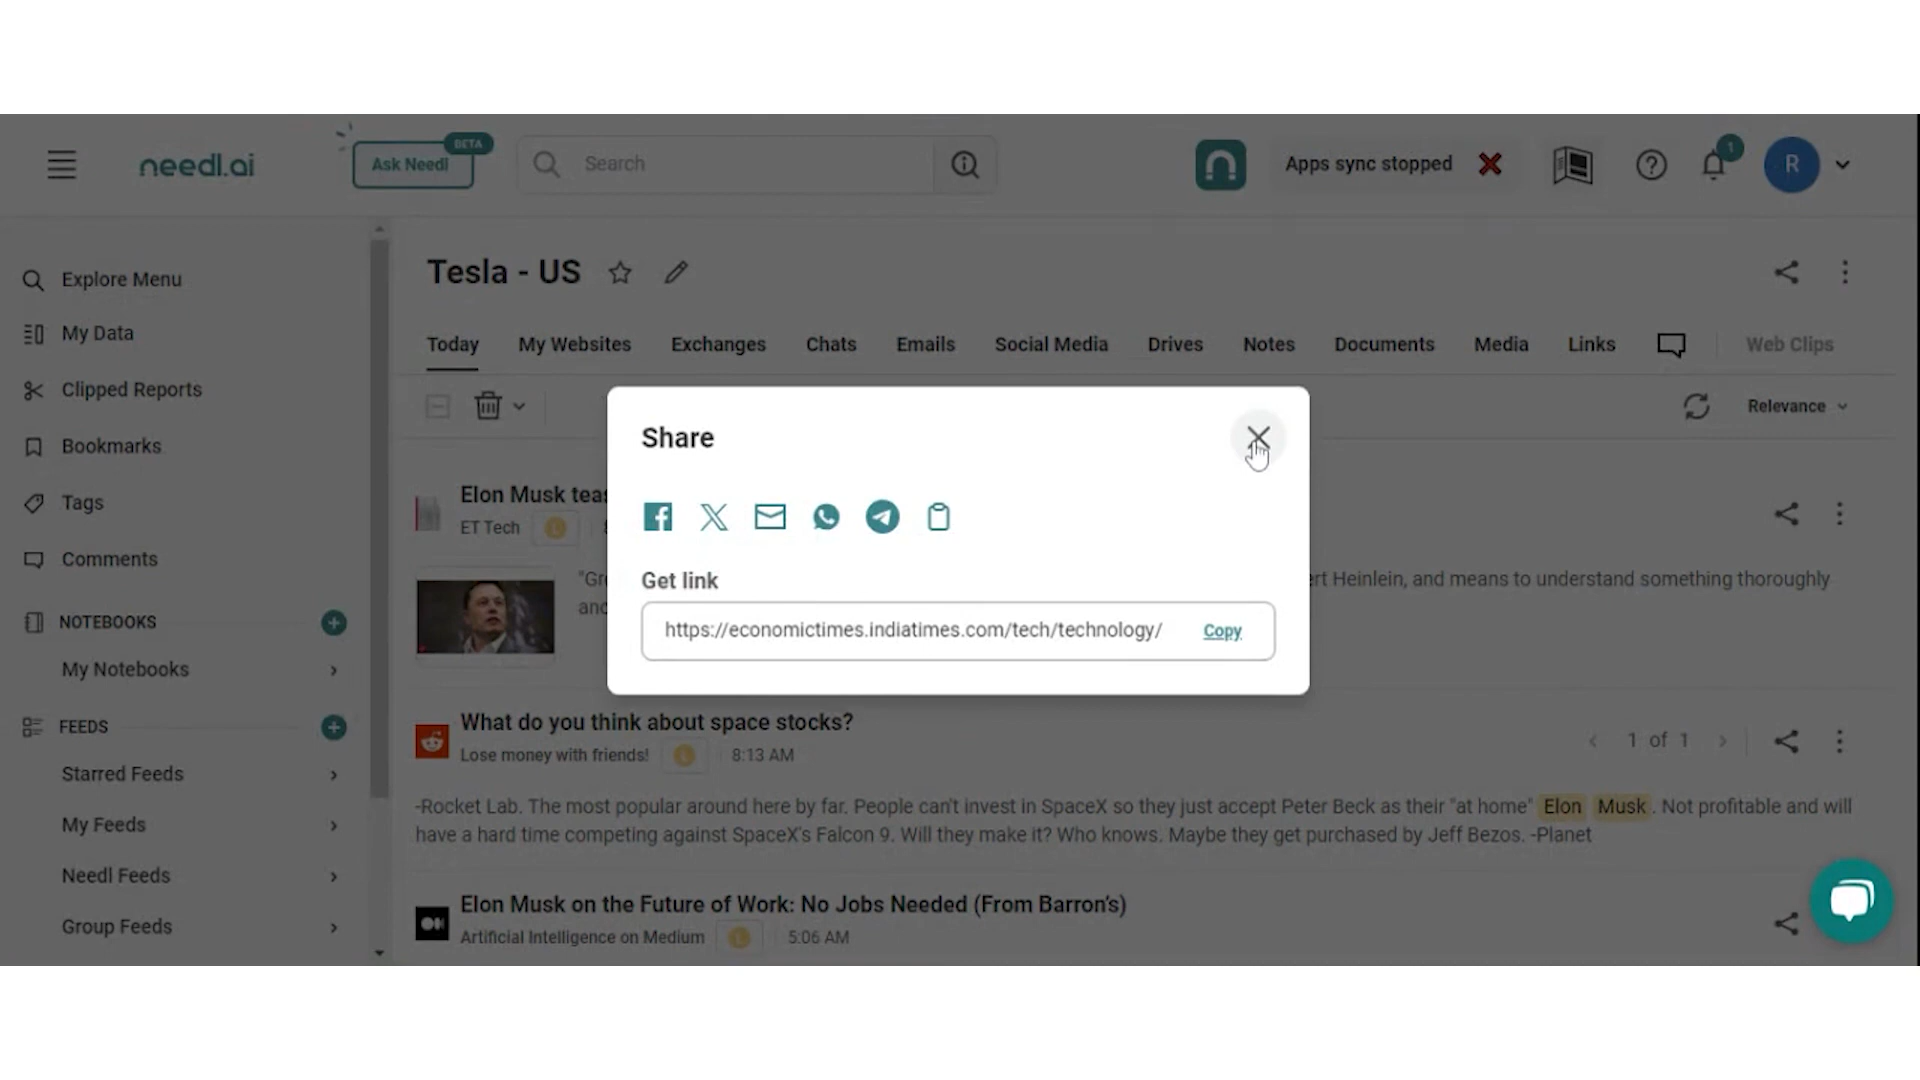 needl.ai
Ask Needl
BETA
Search
Apps sync stopped
1
R
Explore Menu
My Data
Clipped Reports
Bookmarks
Tags
Comments
NOTEBOOKS
My Notebooks
FEEDS
Starred Feeds
My Feeds
Needl Feeds
Group Feeds
Tesla - US
Today My Websites Exchanges Chats Emails Social Media Drives Notes Documents Media Links Web Clips
Relevance
Share
Get link
https://economictimes.indiatimes.com/tech/technology/ Copy
Elon Musk
ET Tech L
Heinlein, and means to understand something thoroughly
What do you think about space stocks?
Lose money with friends! L 8:13 AM
1 of 1
-Rocket Lab. The most popular around here by far. People can't invest in SpaceX so they just accept Peter Beck as their "at home" Elon Musk. Not profitable and will
have a hard time competing against SpaceX's Falcon 9. Will they make it? Who knows. Maybe they get purchased by Jeff Bezos. -Planet
Elon Musk on the Future of Work: No Jobs Needed (From Barron's)
Artificial Intelligence on Medium L 5:06 AM